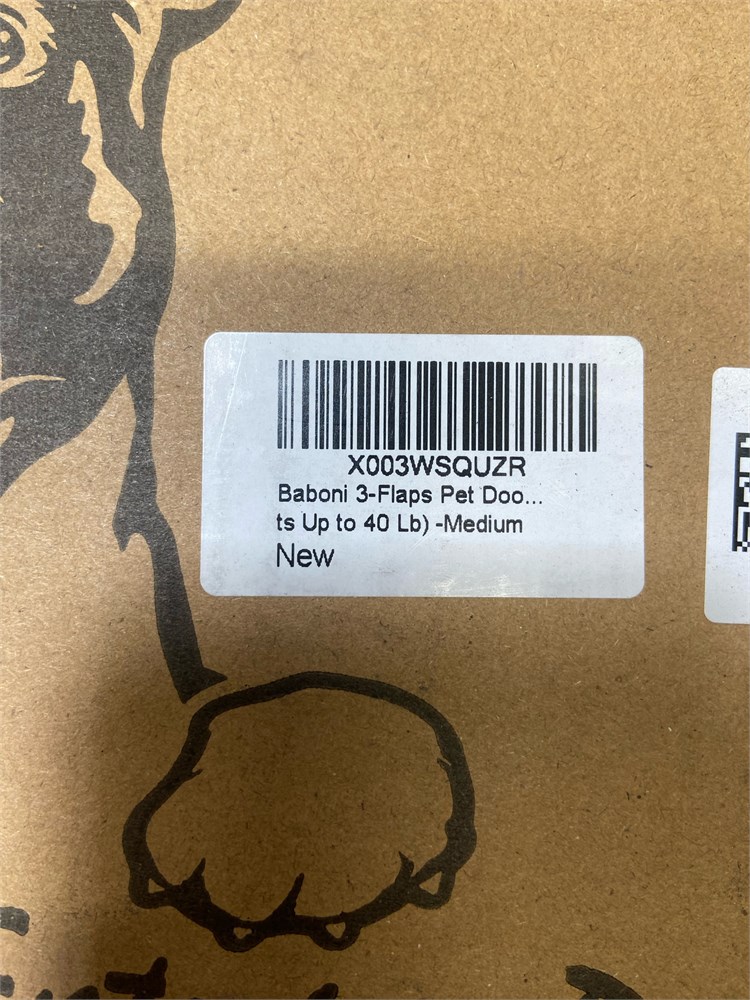 X003WSQUZR
Baboni 3-Flaps Pet Doo...
ts Up to 40 Lb) -Medium
New